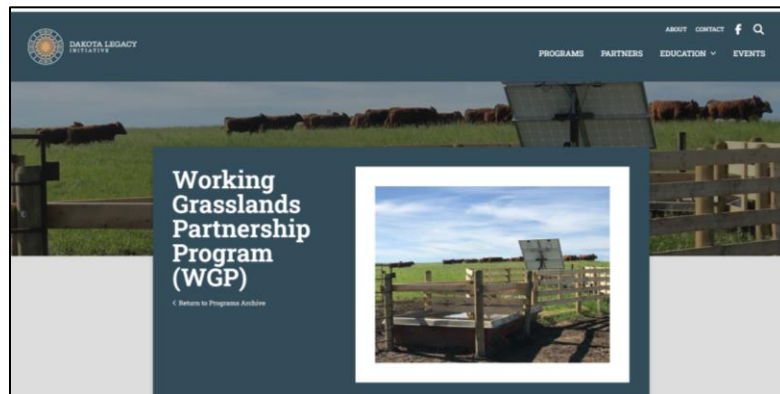 ABOUT CONTACT
DAKOTA LEGACY
INITIATIVE
PROGRAMS PARTNERS EDUCATION EVENTS
Working
Grasslands
Partnership
Program
(WGP)
< Return to Programs Archive